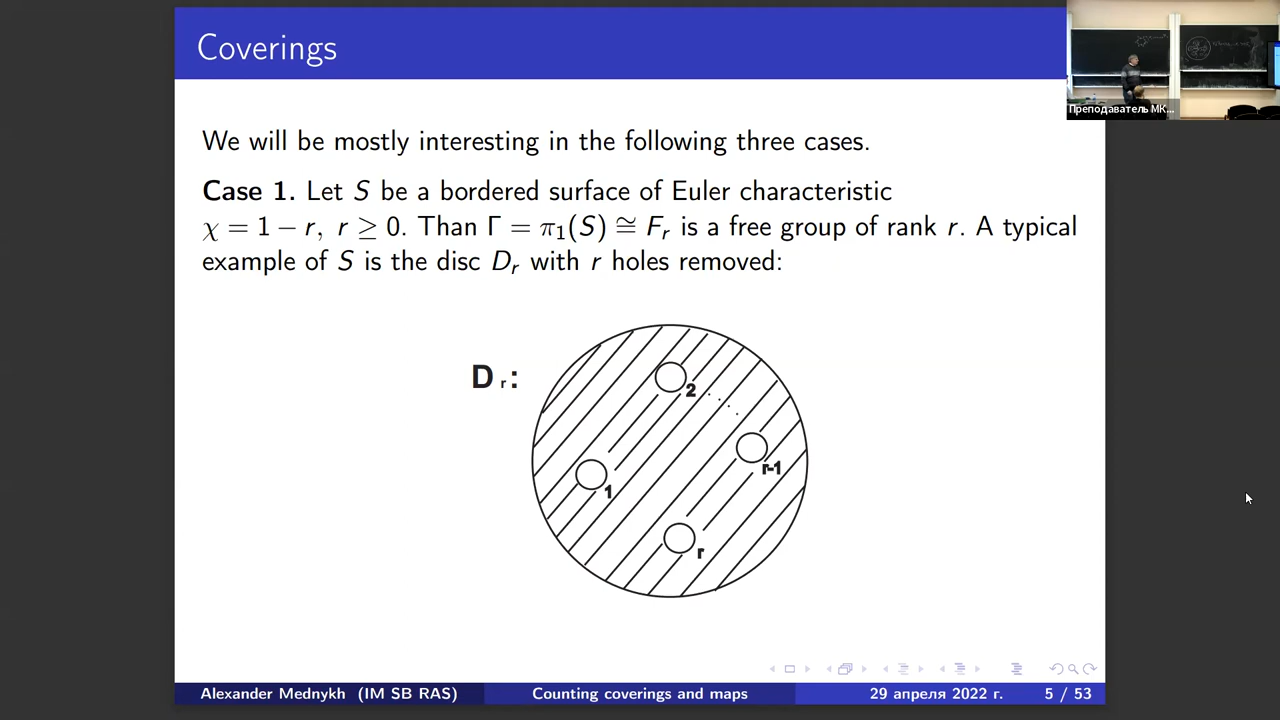 Coverings
Преподаватель МК...
We will be mostly interesting in the following three cases.
Case 1. Let S be a bordered surface of Euler characteristic
χ = 1 − r, r ≥ 0. Than Γ = π₁(S) ≅ Fᵣ is a free group of rank r. A typical
example of S is the disc Dᵣ with r holes removed:
D r:
2
r-1
1
r
Alexander Mednykh (IM SB RAS)
Counting coverings and maps
29 апреля 2022 г.
5 / 53